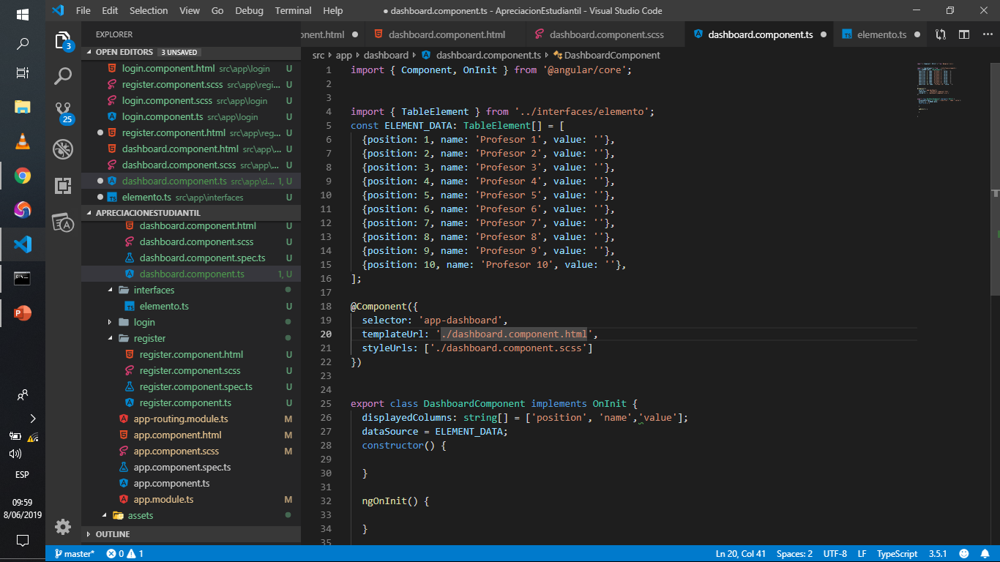 File Edit Selection View Go Debug Terminal Help
● dashboard.component.ts - ApreciacionEstudiantil - Visual Studio Code
EXPLORER
OPEN EDITORS 3 UNSAVED
login.component.html src\app\login U
register.component.scss src\app\regi... U
login.component.scss src\app\login U
login.component.ts src\app\login U
register.component.html src\app\reg... U
dashboard.component.html src\app\... U
dashboard.component.scss src\app\... U
dashboard.component.ts src\app\d... 1, U
elemento.ts src\app\interfaces U
APRECIACIONESTUDIANTIL
dashboard.component.html U
dashboard.component.scss U
dashboard.component.spec.ts U
dashboard.component.ts 1, U
interfaces
elemento.ts U
login
register
register.component.html U
register.component.scss U
register.component.spec.ts U
register.component.ts U
app-routing.module.ts M
app.component.html M
app.component.scss M
app.component.spec.ts
app.component.ts
app.module.ts M
assets
OUTLINE
3
25
ESP
09:59
8/06/2019
onent.html dashboard.component.html dashboard.component.scss dashboard.component.ts elemento.ts
src app dashboard dashboard.component.ts DashboardComponent
1 import { Component, OnInit } from '@angular/core';
2
3
4 import { TableElement } from '../interfaces/elemento';
5 const ELEMENT_DATA: TableElement[] = [
6 {position: 1, name: 'Profesor 1', value: ''},
7 {position: 2, name: 'Profesor 2', value: ''},
8 {position: 3, name: 'Profesor 3', value: ''},
9 {position: 4, name: 'Profesor 4', value: ''},
10 {position: 5, name: 'Profesor 5', value: ''},
11 {position: 6, name: 'Profesor 6', value: ''},
12 {position: 7, name: 'Profesor 7', value: ''},
13 {position: 8, name: 'Profesor 8', value: ''},
14 {position: 9, name: 'Profesor 9', value: ''},
15 {position: 10, name: 'Profesor 10', value: ''},
16 ];
17
18 @Component({
19 selector: 'app-dashboard',
20 templateUrl: './dashboard.component.html',
21 styleUrls: ['./dashboard.component.scss']
22 })
23
24
25 export class DashboardComponent implements OnInit {
26 displayedColumns: string[] = ['position', 'name','value'];
27 dataSource = ELEMENT_DATA;
28 constructor() {
29
30 }
31
32 ngOnInit() {
33
34 }
35
master* 0 1 Ln 20, Col 41 Spaces: 2 UTF-8 LF TypeScript 3.5.1